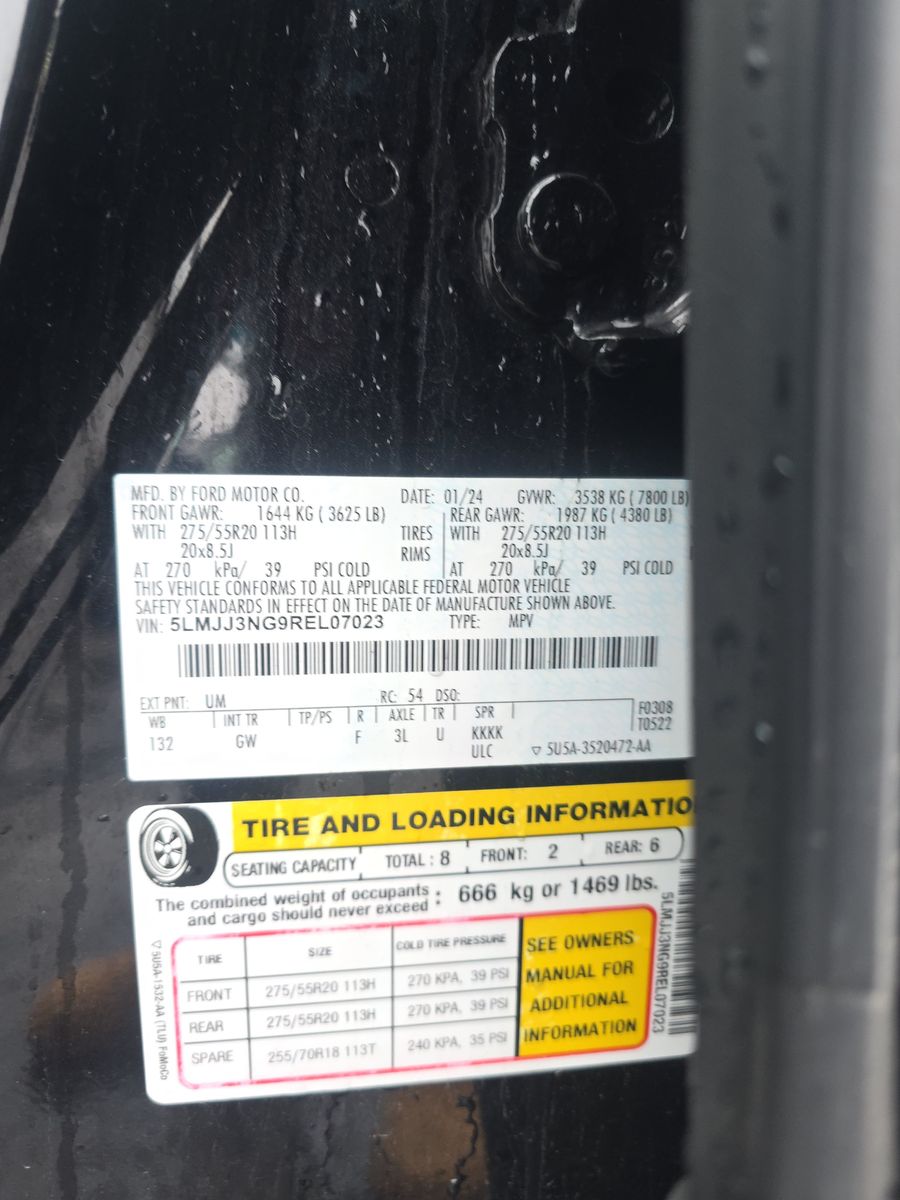 MFD. BY FORD MOTOR CO. DATE: 01/24 GVWR: 3538 KG ( 7800 LB)
FRONT GAWR: 1644 KG ( 3625 LB) REAR GAWR: 1987 KG ( 4380 LB)
WITH 275/55R20 113H TIRES WITH 275/55R20 113H
20x8.5J RIMS 20x8.5J
AT 270 kPa/ 39 PSI COLD AT 270 kPa/ 39 PSI COLD
THIS VEHICLE CONFORMS TO ALL APPLICABLE FEDERAL MOTOR VEHICLE
SAFETY STANDARDS IN EFFECT ON THE DATE OF MANUFACTURE SHOWN ABOVE.
VIN: 5LMJJ3NG9REL07023 TYPE: MPV
EXT PNT: UM RC: 54 DSO:
WB INT TR TP/PS R AXLE TR SPR F0308
132 GW F 3L U KKKK T0522
ULC ▽ 5U5A-3520472-AA
TIRE AND LOADING INFORMATIO
SEATING CAPACITY TOTAL : 8 FRONT: 2 REAR: 6
The combined weight of occupants
and cargo should never exceed : 666 kg or 1469 lbs.
TIRE SIZE COLD TIRE PRESSURE
FRONT 275/55R20 113H 270 KPA, 39 PSI
REAR 275/55R20 113H 270 KPA, 39 PSI
SPARE 255/70R18 113T 240 KPA, 35 PSI
SEE OWNERS
MANUAL FOR
ADDITIONAL
INFORMATION
▽ 5U5A-1532-AA (TLU) FoMoCo
5LMJJ3NG9REL07023